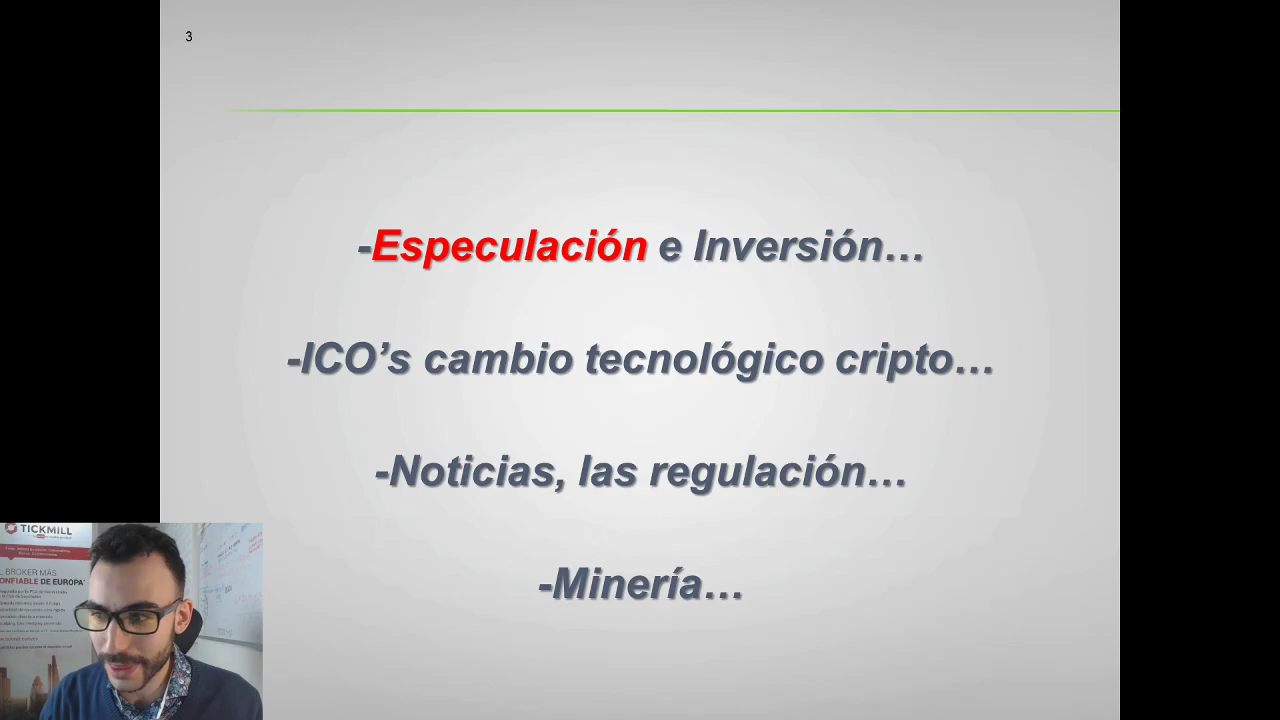 3
-Especulación e Inversión…
-ICO’s cambio tecnológico cripto…
-Noticias, las regulación…
-Minería…
TICKMILL
L BROKER MÁS
ONFIABLE DE EUROPA